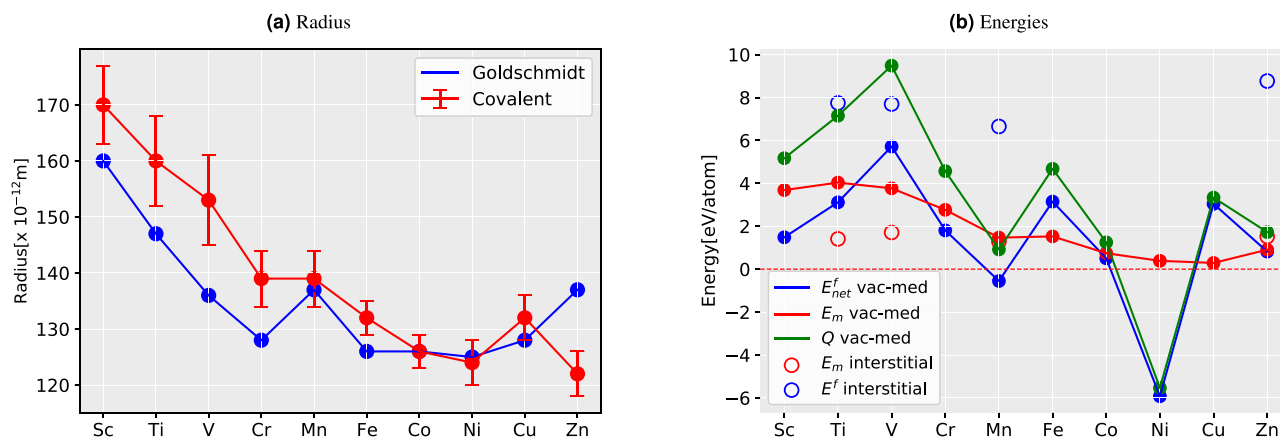 (a) Radius
Radius[x 10⁻¹²m]
170
160
150
140
130
120
Goldschmidt
Covalent
Sc Ti V Cr Mn Fe Co Ni Cu Zn
(b) Energies
Energy[eV/atom]
10
8
6
4
2
0
−2
−4
−6
E^f_net vac-med
E_m vac-med
Q vac-med
E_m interstitial
E^f interstitial
Sc Ti V Cr Mn Fe Co Ni Cu Zn